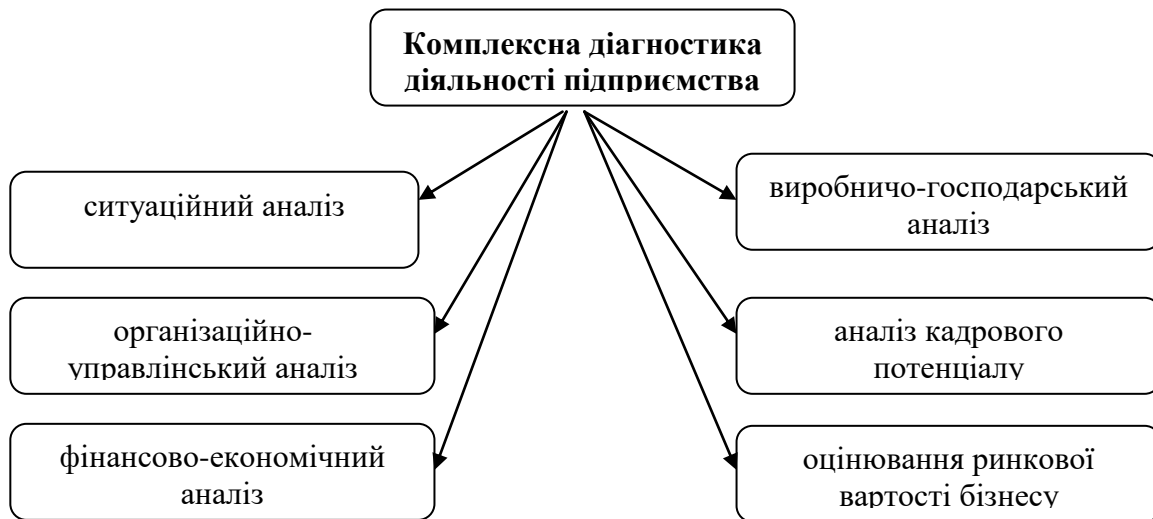 Комплексна діагностика
діяльності підприємства
ситуаційний аналіз
виробничо-господарський
аналіз
організаційно-
управлінський аналіз
аналіз кадрового
потенціалу
фінансово-економічний
аналіз
оцінювання ринкової
вартості бізнесу